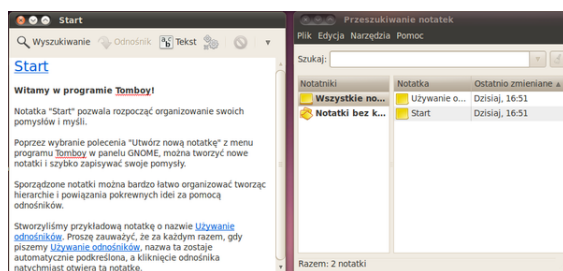 Start
Wyszukiwanie Odnośnik Tekst
Start
Witamy w programie Tomboy!
Notatka "Start" pozwala rozpocząć organizowanie swoich
pomysłów i myśli.
Poprzez wybranie polecenia "Utwórz nową notatkę" z menu
programu Tomboy w panelu GNOME, można tworzyć nowe
notatki i szybko zapisywać swoje pomysły.
Sporządzone notatki można bardzo łatwo organizować tworząc
hierarchie i powiązania pokrewnych idei za pomocą
odnośników.
Stworzyliśmy przykładową notatkę o nazwie Używanie
odnośników. Proszę zauważyć, że za każdym razem, gdy
piszemy Używanie odnośników, nazwa ta zostaje
automatycznie podkreślona, a kliknięcie odnośnika
natychmiast otwiera tą notatkę.
Przeszukiwanie notatek
Plik Edycja Narzędzia Pomoc
Szukaj:
Notatniki Notatka Ostatnio zmieniane
Wszystkie no... Używanie o... Dzisiaj, 16:51
Notatki bez k... Start Dzisiaj, 16:51
Razem: 2 notatki